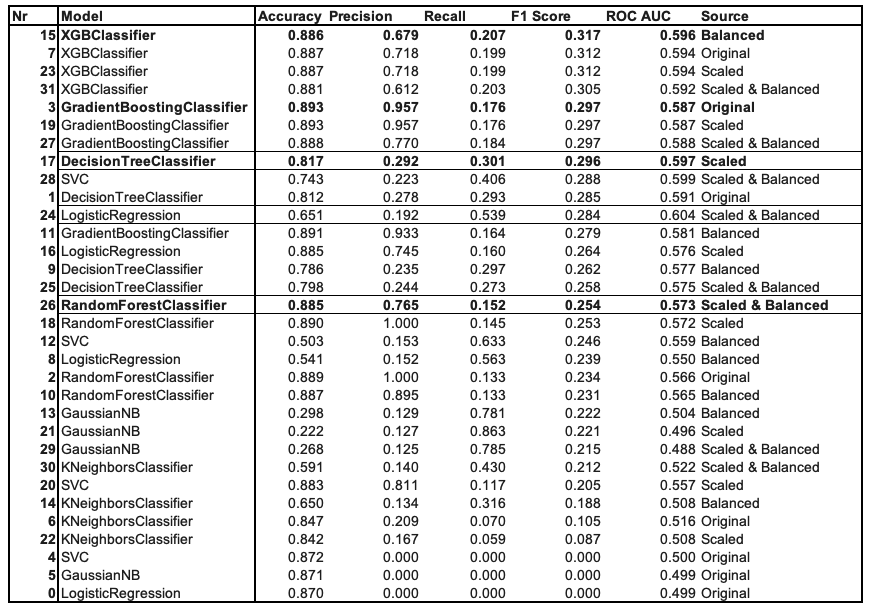 Nr Model Accuracy Precision Recall F1 Score ROC AUC Source
15 XGBClassifier 0.886 0.679 0.207 0.317 0.596 Balanced
7 XGBClassifier 0.887 0.718 0.199 0.312 0.594 Original
23 XGBClassifier 0.887 0.718 0.199 0.312 0.594 Scaled
31 XGBClassifier 0.881 0.612 0.203 0.305 0.592 Scaled & Balanced
3 GradientBoostingClassifier 0.893 0.957 0.176 0.297 0.587 Original
19 GradientBoostingClassifier 0.893 0.957 0.176 0.297 0.587 Scaled
27 GradientBoostingClassifier 0.888 0.770 0.184 0.297 0.588 Scaled & Balanced
17 DecisionTreeClassifier 0.817 0.292 0.301 0.296 0.597 Scaled
28 SVC 0.743 0.223 0.406 0.288 0.599 Scaled & Balanced
1 DecisionTreeClassifier 0.812 0.278 0.293 0.285 0.591 Original
24 LogisticRegression 0.651 0.192 0.539 0.284 0.604 Scaled & Balanced
11 GradientBoostingClassifier 0.891 0.933 0.164 0.279 0.581 Balanced
16 LogisticRegression 0.885 0.745 0.160 0.264 0.576 Scaled
9 DecisionTreeClassifier 0.786 0.235 0.297 0.262 0.577 Balanced
25 DecisionTreeClassifier 0.798 0.244 0.273 0.258 0.575 Scaled & Balanced
26 RandomForestClassifier 0.885 0.765 0.152 0.254 0.573 Scaled & Balanced
18 RandomForestClassifier 0.890 1.000 0.145 0.253 0.572 Scaled
12 SVC 0.503 0.153 0.633 0.246 0.559 Balanced
8 LogisticRegression 0.541 0.152 0.563 0.239 0.550 Balanced
2 RandomForestClassifier 0.889 1.000 0.133 0.234 0.566 Original
10 RandomForestClassifier 0.887 0.895 0.133 0.231 0.565 Balanced
13 GaussianNB 0.298 0.129 0.781 0.222 0.504 Balanced
21 GaussianNB 0.222 0.127 0.863 0.221 0.496 Scaled
29 GaussianNB 0.268 0.125 0.785 0.215 0.488 Scaled & Balanced
30 KNeighborsClassifier 0.591 0.140 0.430 0.212 0.522 Scaled & Balanced
20 SVC 0.883 0.811 0.117 0.205 0.557 Scaled
14 KNeighborsClassifier 0.650 0.134 0.316 0.188 0.508 Balanced
6 KNeighborsClassifier 0.847 0.209 0.070 0.105 0.516 Original
22 KNeighborsClassifier 0.842 0.167 0.059 0.087 0.508 Scaled
4 SVC 0.872 0.000 0.000 0.000 0.500 Original
5 GaussianNB 0.871 0.000 0.000 0.000 0.499 Original
0 LogisticRegression 0.870 0.000 0.000 0.000 0.499 Original